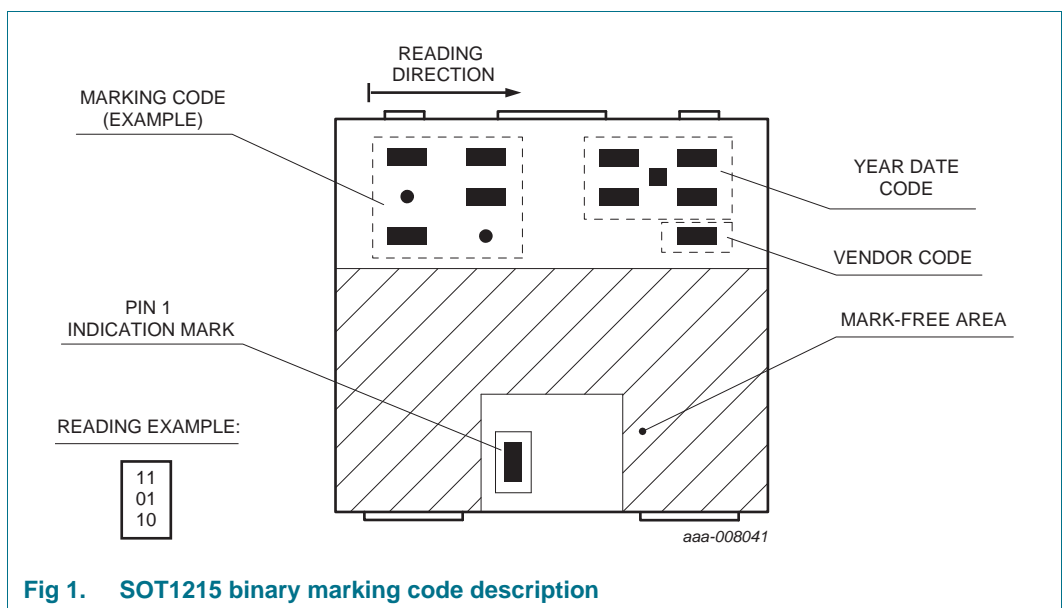 READING
DIRECTION
MARKING CODE
(EXAMPLE)
YEAR DATE
CODE
VENDOR CODE
PIN 1
INDICATION MARK
MARK-FREE AREA
READING EXAMPLE:
11
01
10
aaa-008041
Fig 1. SOT1215 binary marking code description